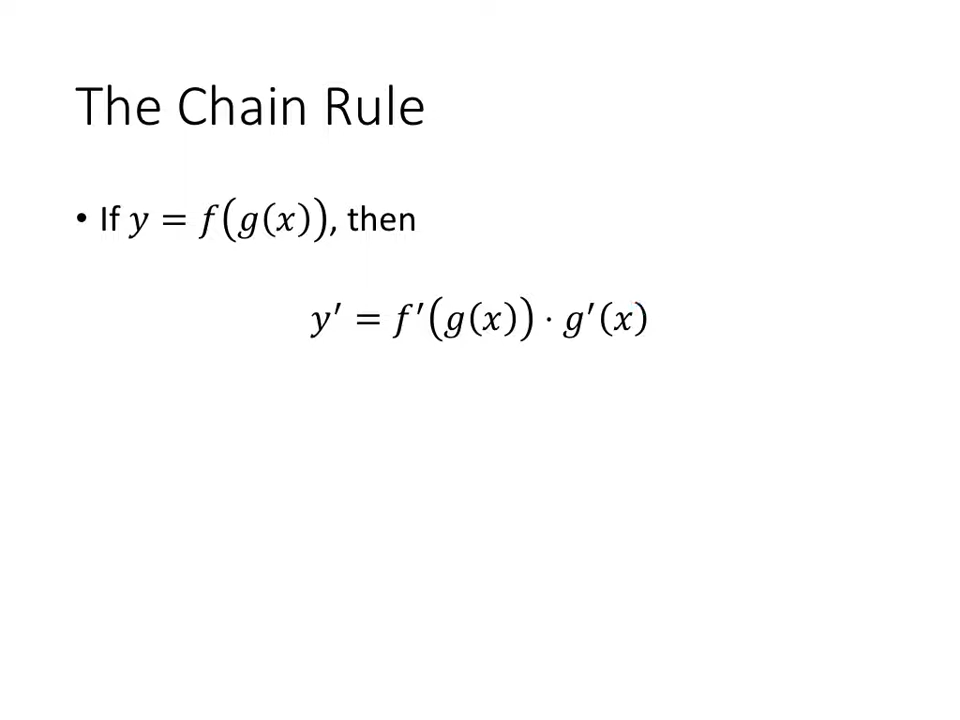 The Chain Rule
• If 𝑦 = 𝑓(𝑔(𝑥)), then
𝑦′ = 𝑓′(𝑔(𝑥)) · 𝑔′(𝑥)